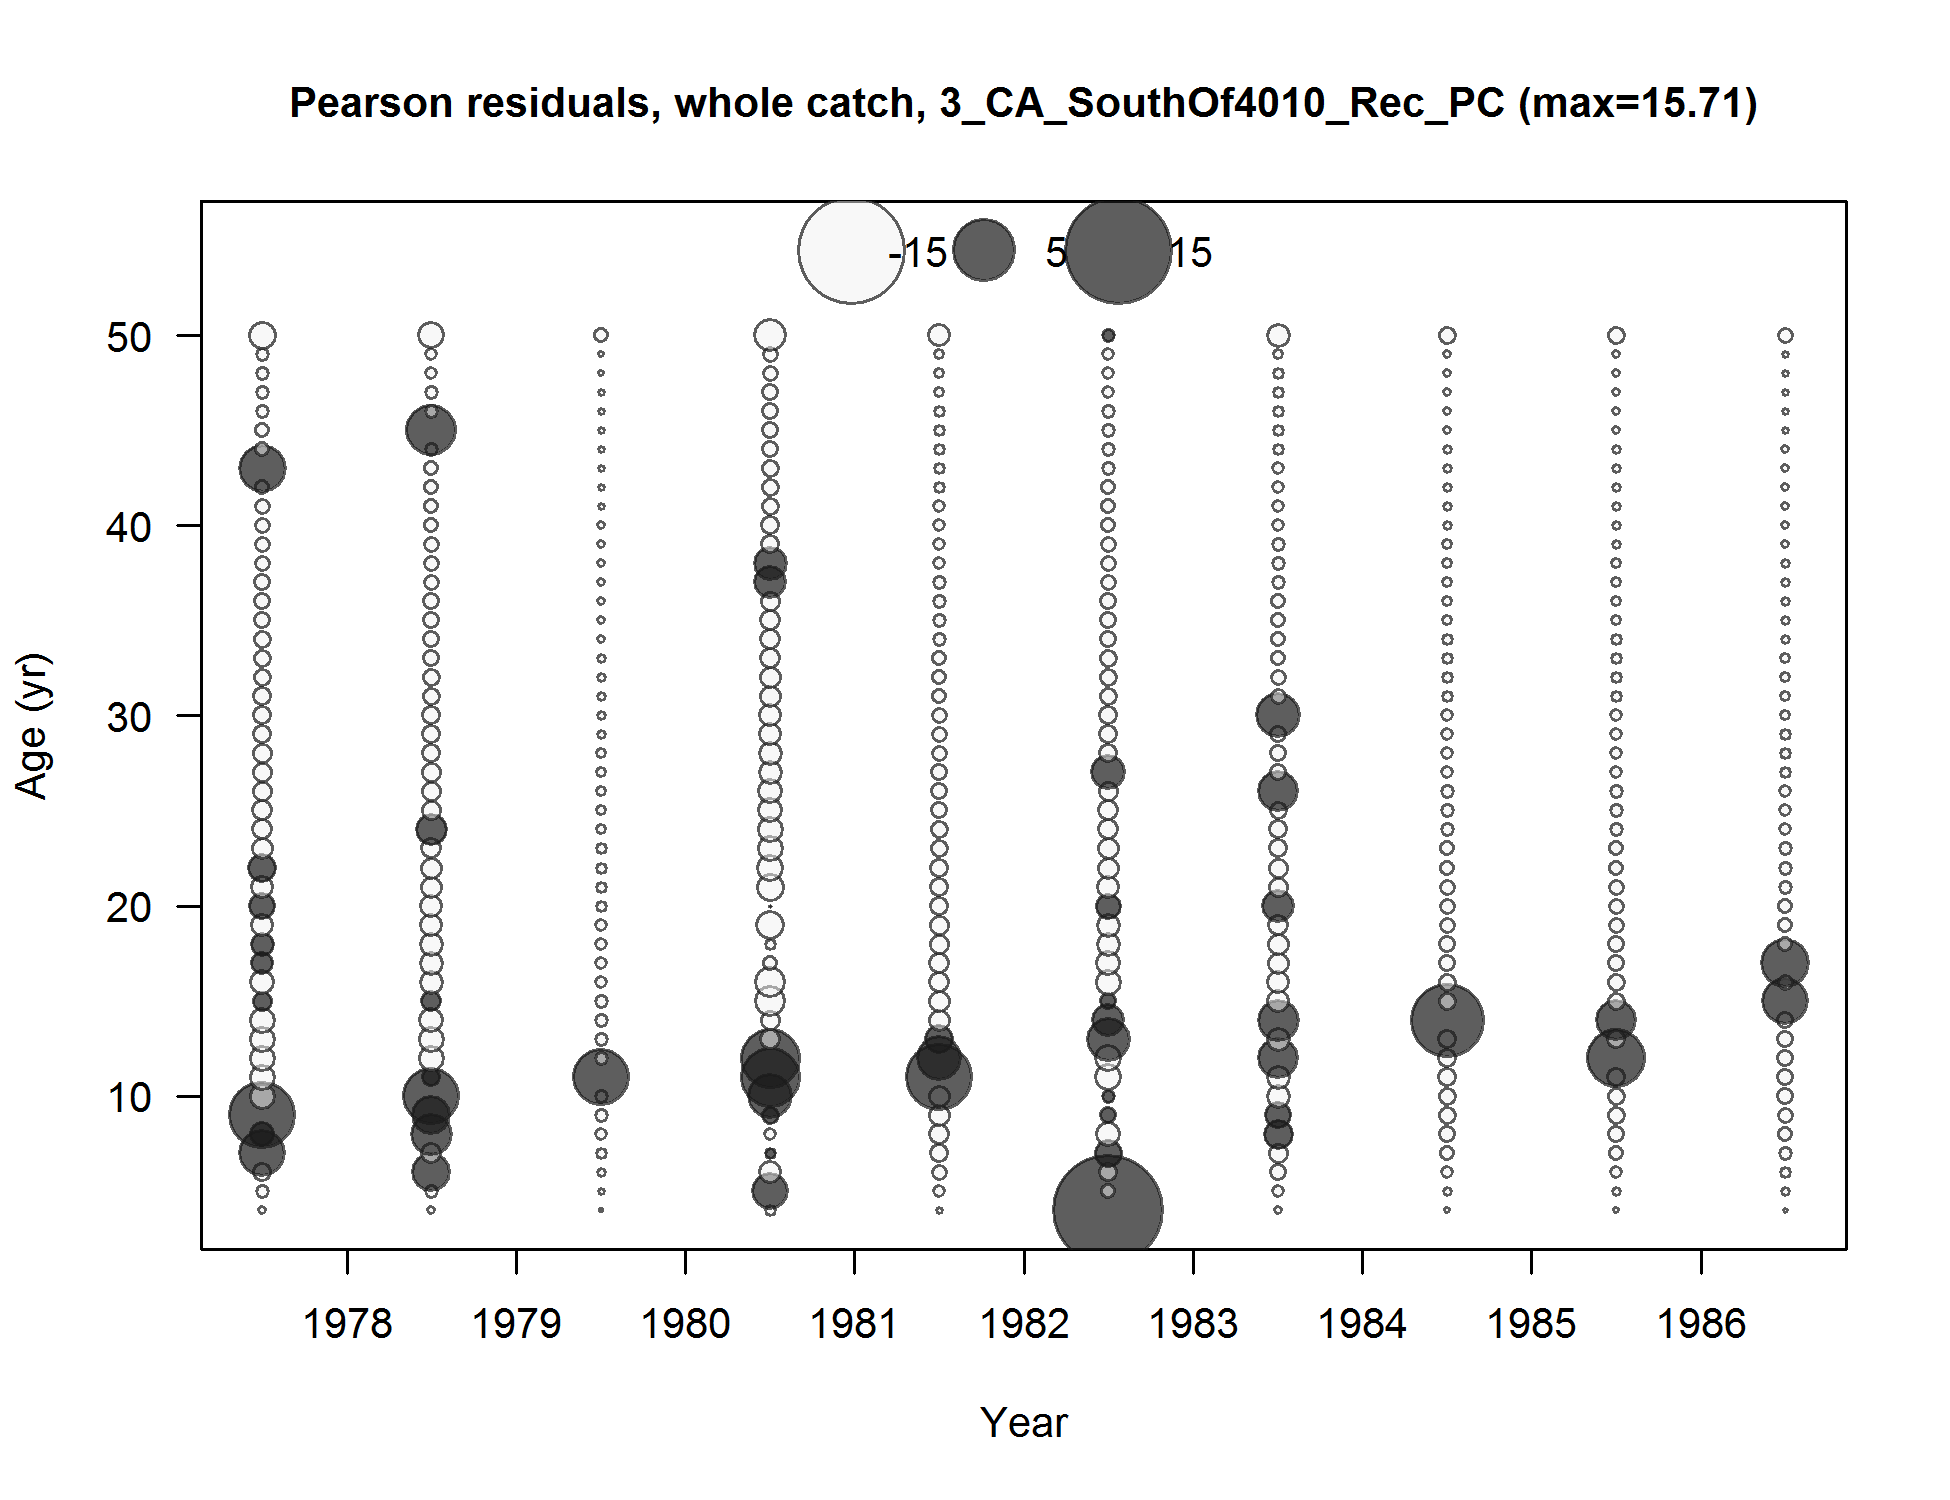 Pearson residuals, whole catch, 3_CA_SouthOf4010_Rec_PC (max=15.71)
-15 5 15
50
40
30
20
10
Age (yr)
1978 1979 1980 1981 1982 1983 1984 1985 1986
Year